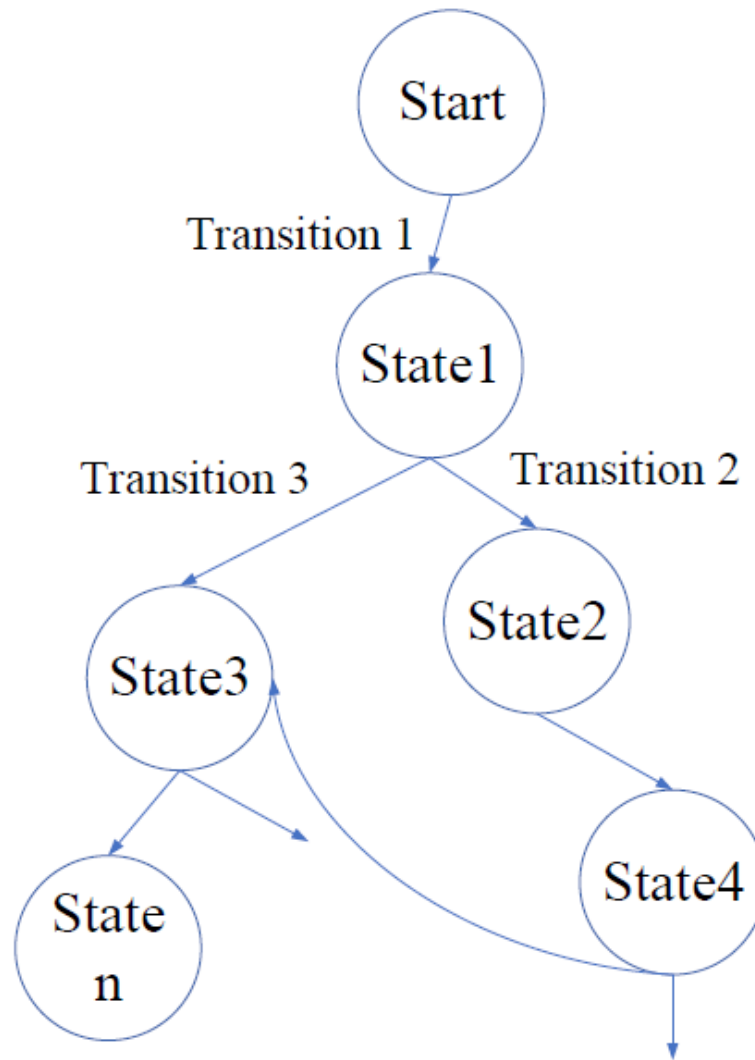 Start
Transition 1
State1
Transition 3
Transition 2
State2
State3
State4
State
n